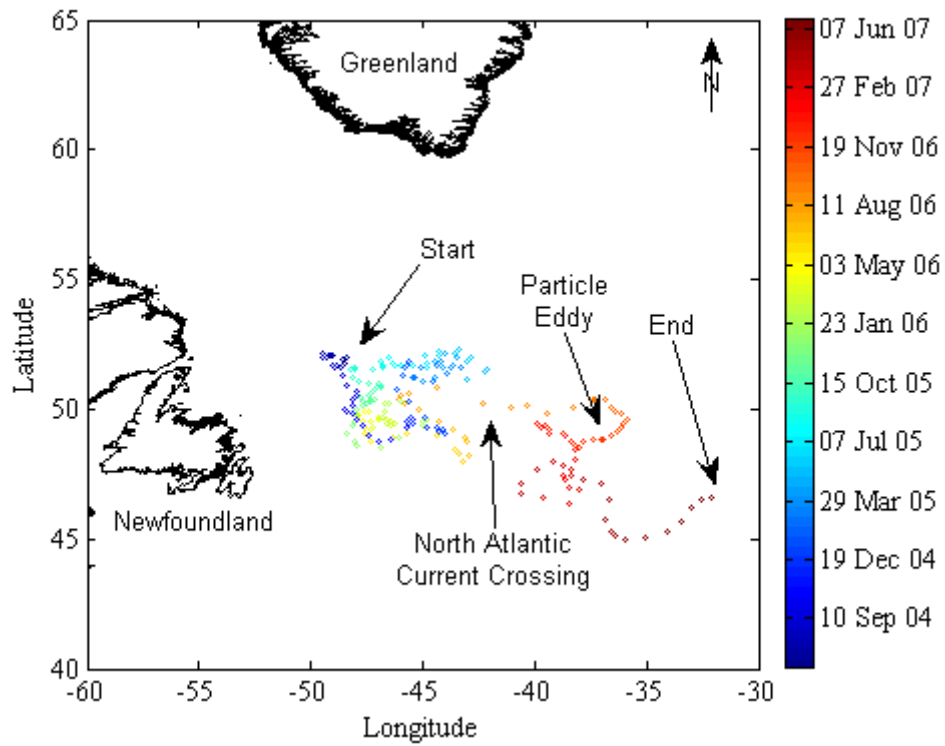 65
60
55
50
45
40
Latitude
-60
-55
-50
-45
-40
-35
-30
Longitude
Greenland
N
Start
Particle
Eddy
End
Newfoundland
North Atlantic
Current Crossing
07 Jun 07
27 Feb 07
19 Nov 06
11 Aug 06
03 May 06
23 Jan 06
15 Oct 05
07 Jul 05
29 Mar 05
19 Dec 04
10 Sep 04